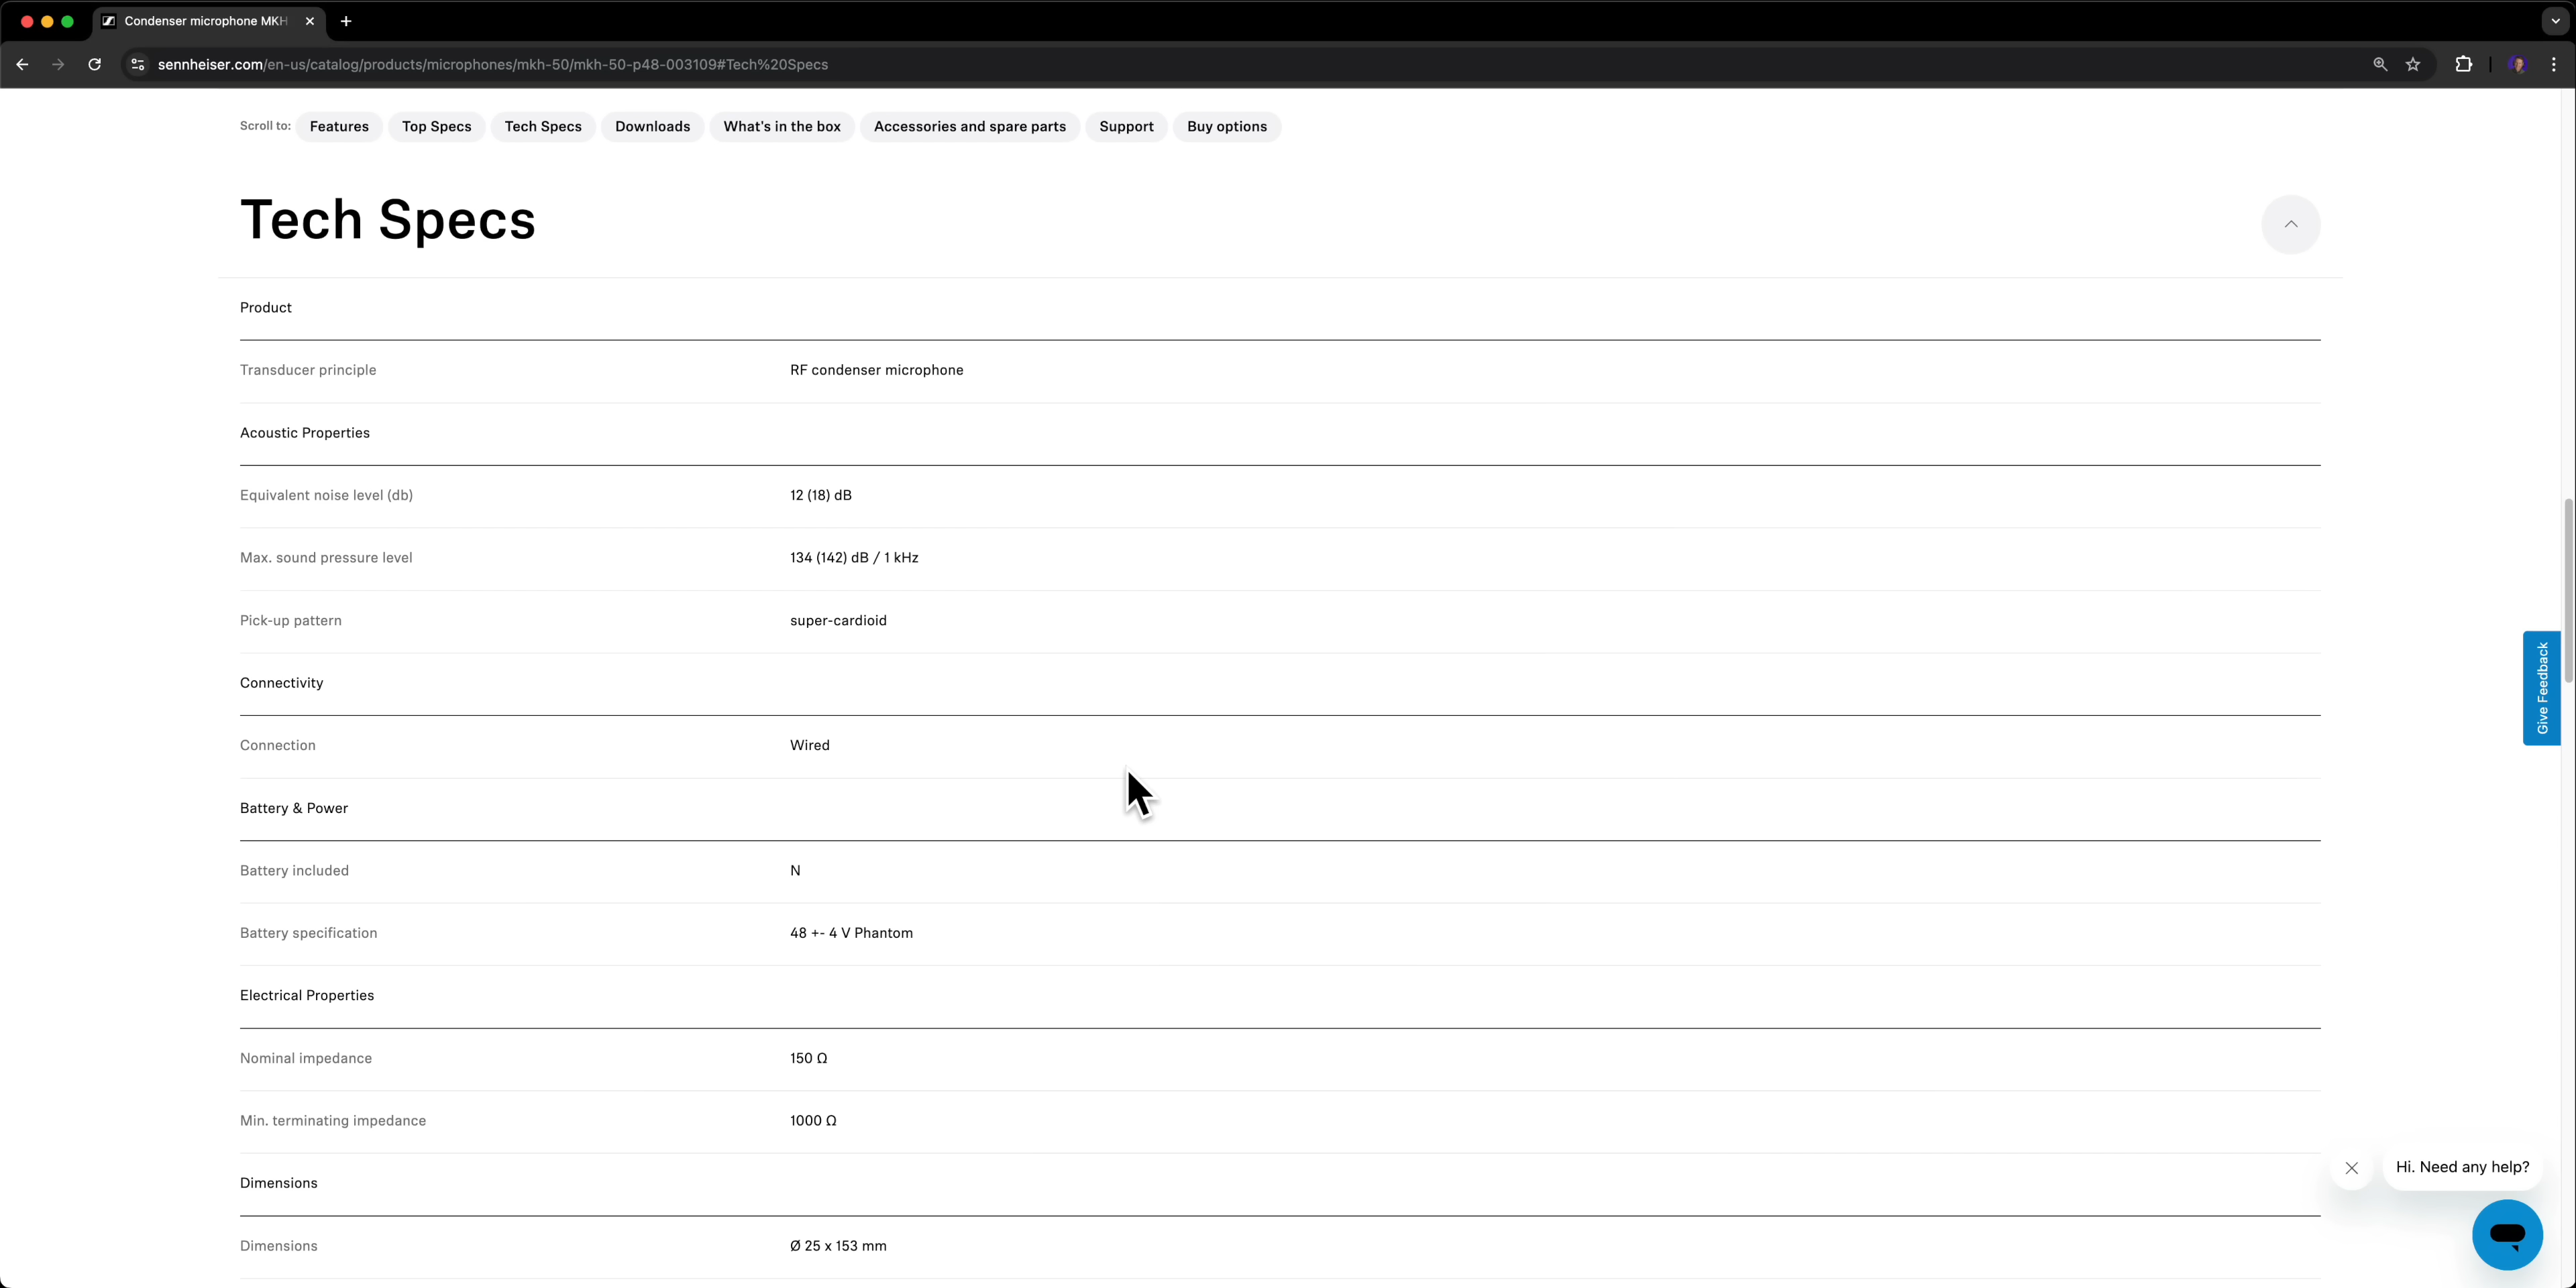 Condenser microphone MKH
sennheiser.com/en-us/catalog/products/microphones/mkh-50/mkh-50-p48-003109#Tech%20Specs
Scroll to: Features Top Specs Tech Specs Downloads What's in the box Accessories and spare parts Support Buy options
Tech Specs
Product
Transducer principle RF condenser microphone
Acoustic Properties
Equivalent noise level (db) 12 (18) dB
Max. sound pressure level 134 (142) dB / 1 kHz
Pick-up pattern super-cardioid
Connectivity
Connection Wired
Battery & Power
Battery included N
Battery specification 48 +- 4 V Phantom
Electrical Properties
Nominal impedance 150 Ω
Min. terminating impedance 1000 Ω
Dimensions
Dimensions Ø 25 x 153 mm
Give Feedback
Hi. Need any help?